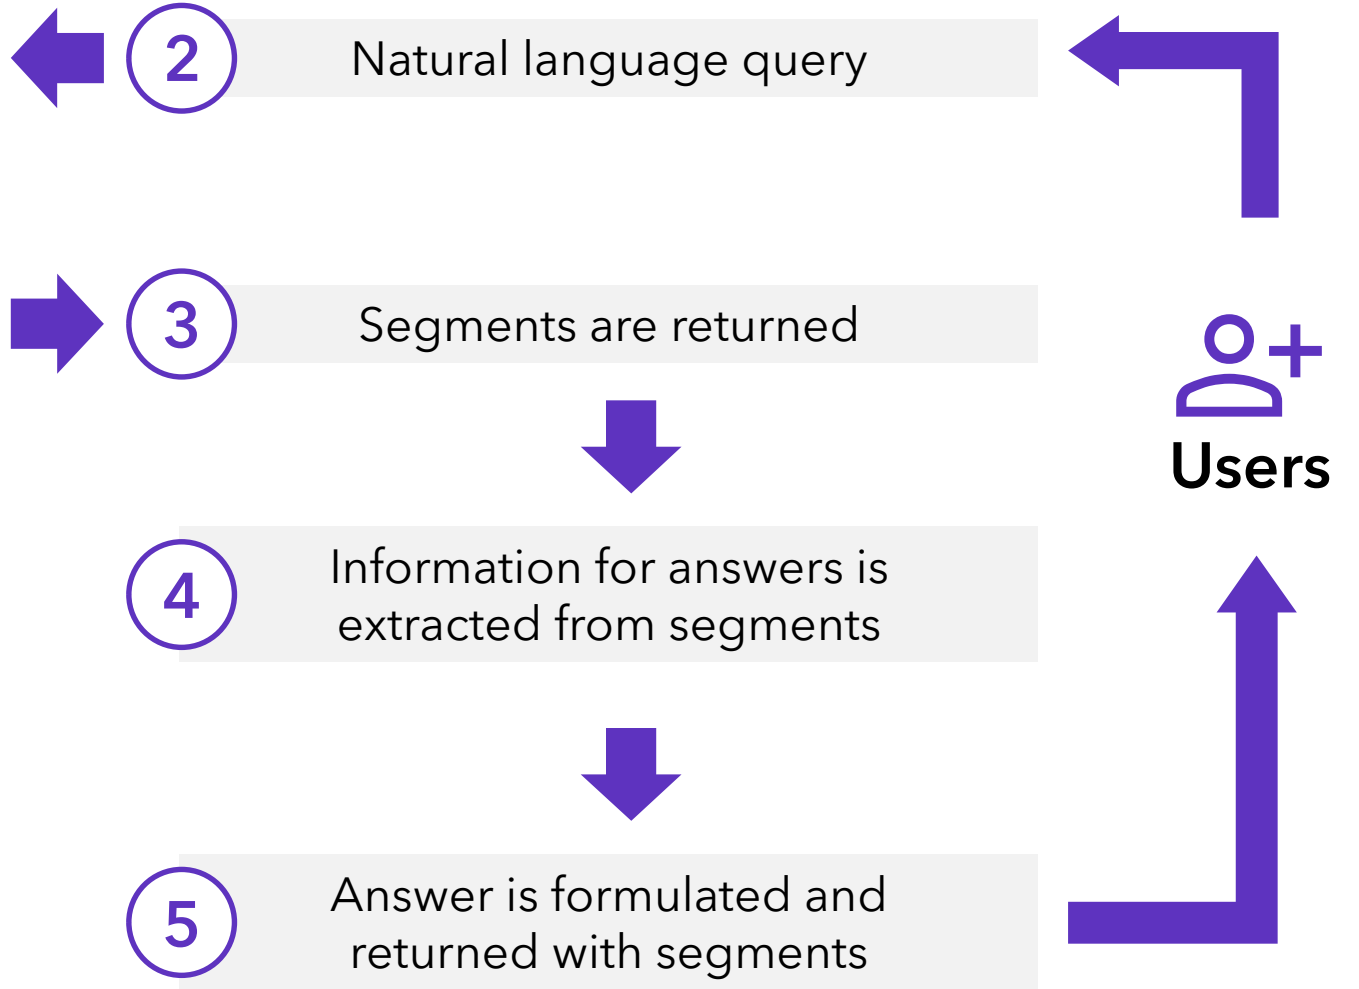 2
Natural language query
3
Segments are returned
Users
4
Information for answers is
extracted from segments
5
Answer is formulated and
returned with segments